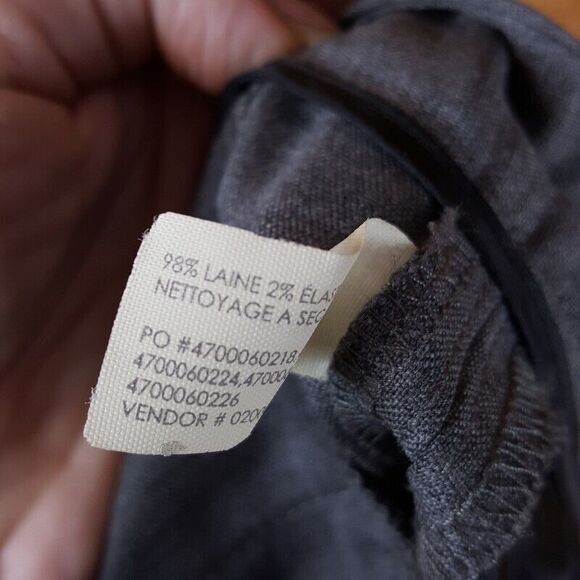 98% LAINE 2% ÉLAS
NETTOYAGE A SEC
PO #4700060218
4700060224,47000
4700060226
VENDOR # 020